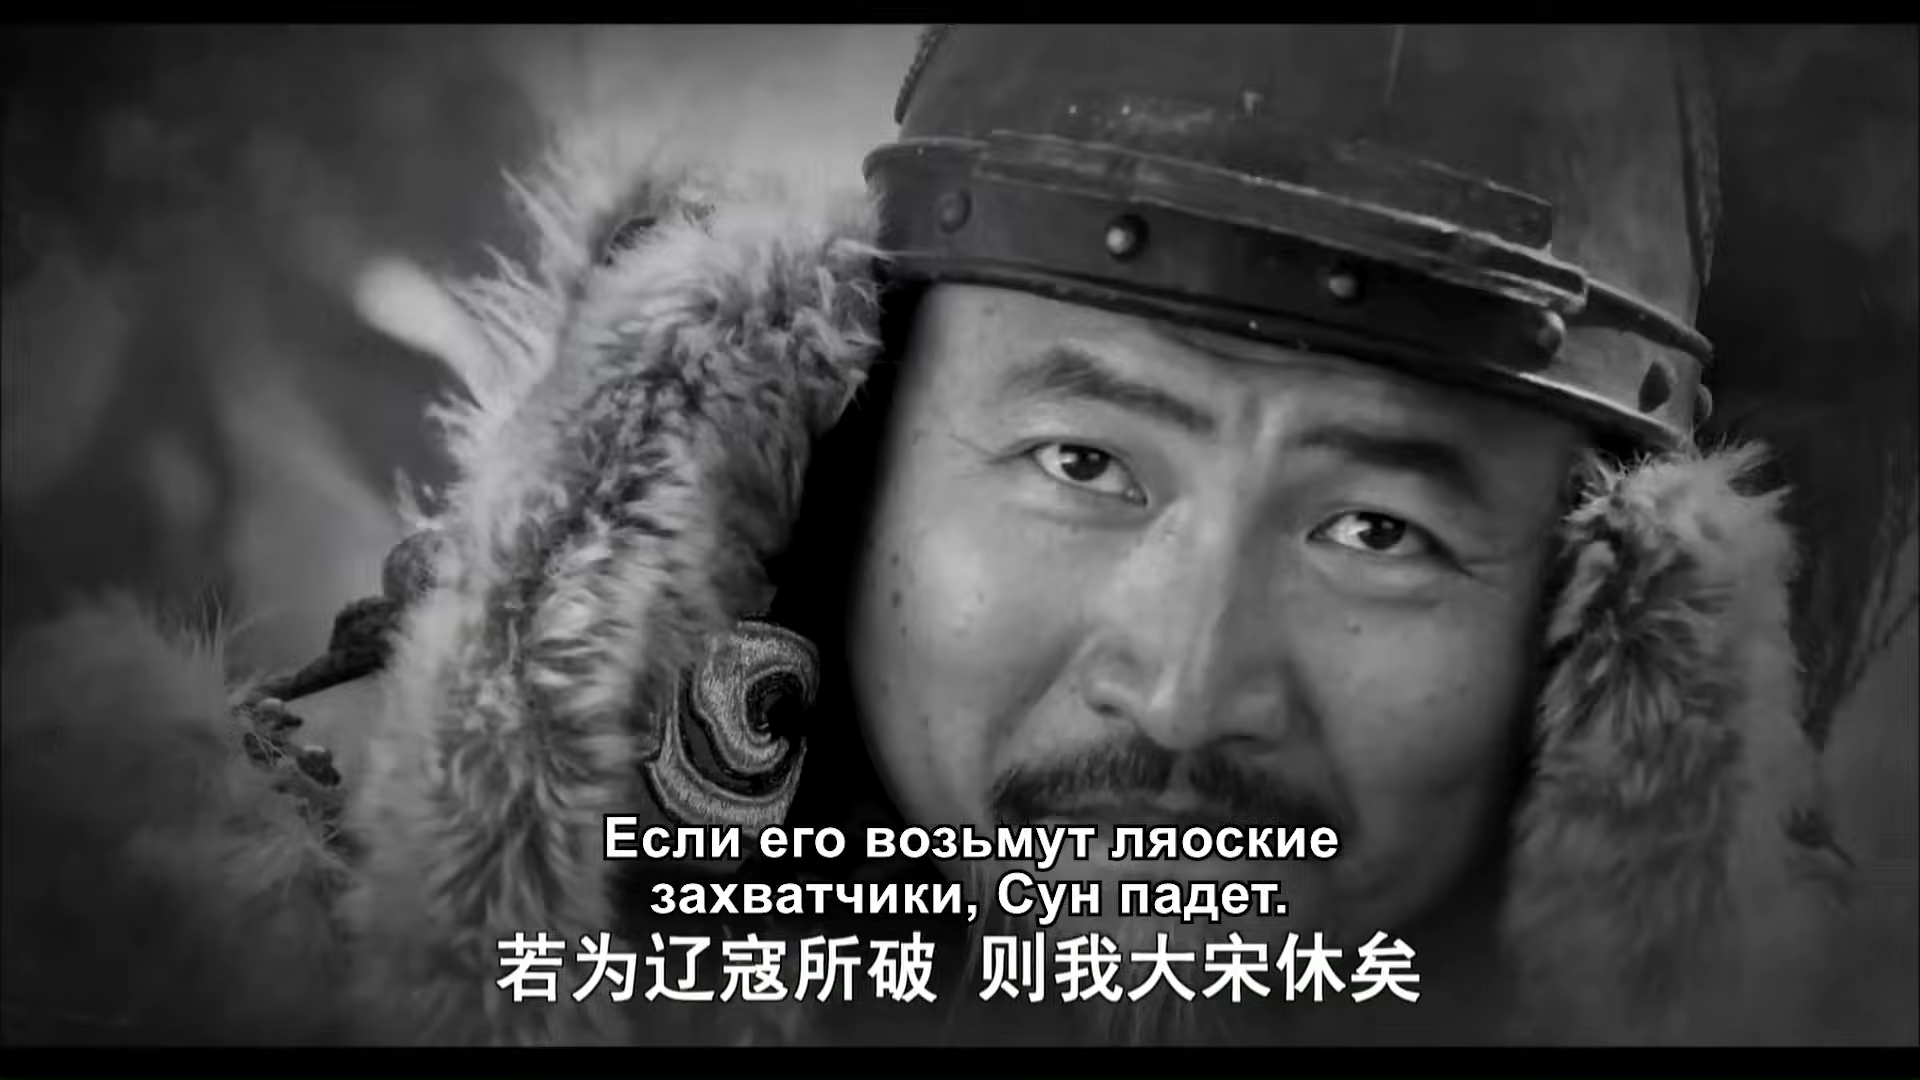 Если его возьмут ляоские
захватчики, Сун падет.
若为辽寇所破 则我大宋休矣